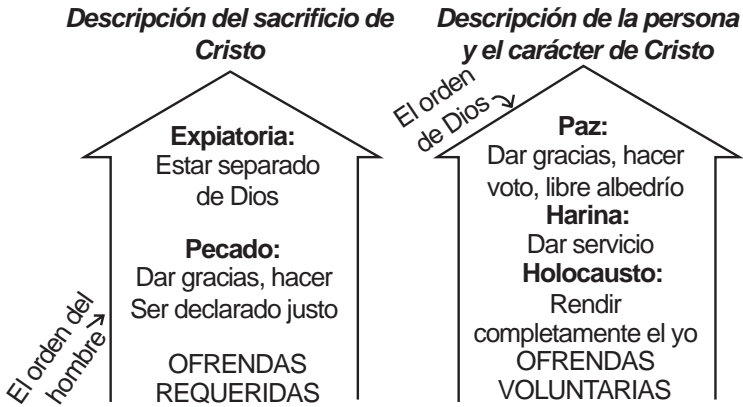 Descripción del sacrificio de
Cristo
Expiatoria:
Estar separado
de Dios
Pecado:
Dar gracias, hacer
Ser declarado justo
OFRENDAS
REQUERIDAS
El orden del
hombre
Descripción de la persona
y el carácter de Cristo
El orden
de Dios
Paz:
Dar gracias, hacer
voto, libre albedrío
Harina:
Dar servicio
Holocausto:
Rendir
completamente el yo
OFRENDAS
VOLUNTARIAS